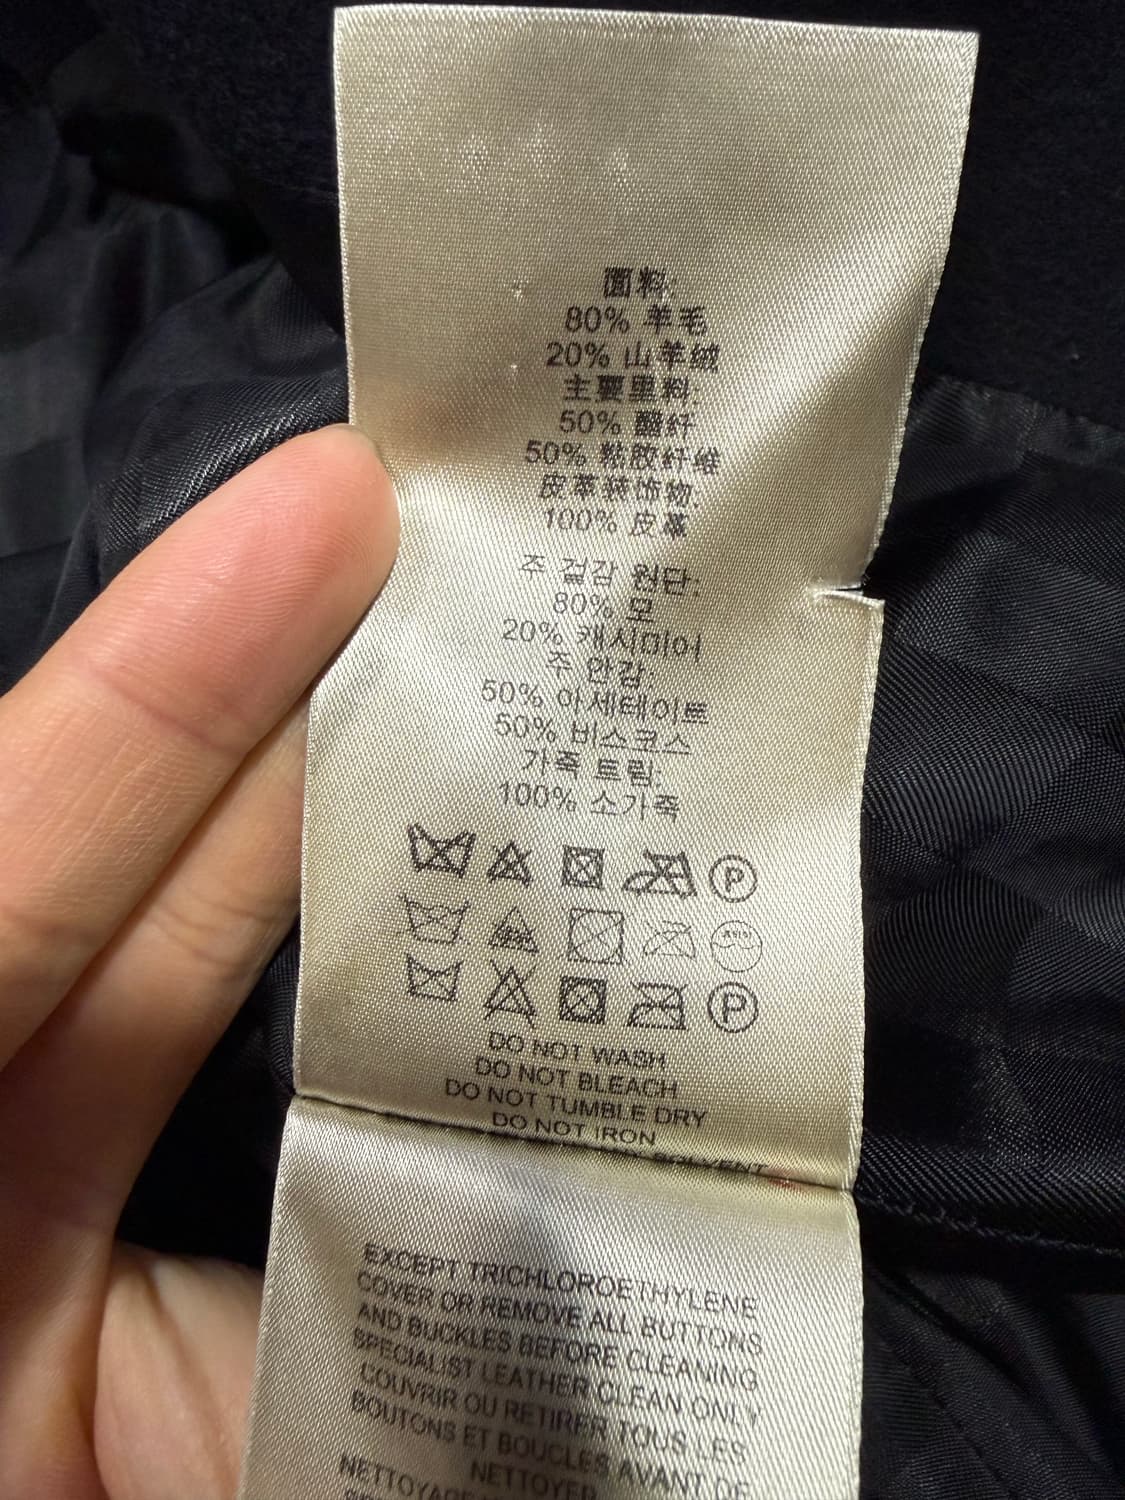 面料:
80% 羊毛
20% 山羊绒
主要里料:
50% 醋纤
50% 粘胶纤维
皮革装饰物:
100% 皮革
주 겉감 원단:
80% 모
20% 캐시미어
주 안감:
50% 아세테이트
50% 비스코스
가죽 트림:
100% 소가죽
P
P
DO NOT WASH
DO NOT BLEACH
DO NOT TUMBLE DRY
DO NOT IRON
SOLVENT
EXCEPT TRICHLOROETHYLENE
COVER OR REMOVE ALL BUTTONS
AND BUCKLES BEFORE CLEANING
SPECIALIST LEATHER CLEAN ONLY
COUVRIR OU RETIRER TOUS LES
BOUTONS ET BOUCLES AVANT DE
NETTOYER
NETTOYAGE